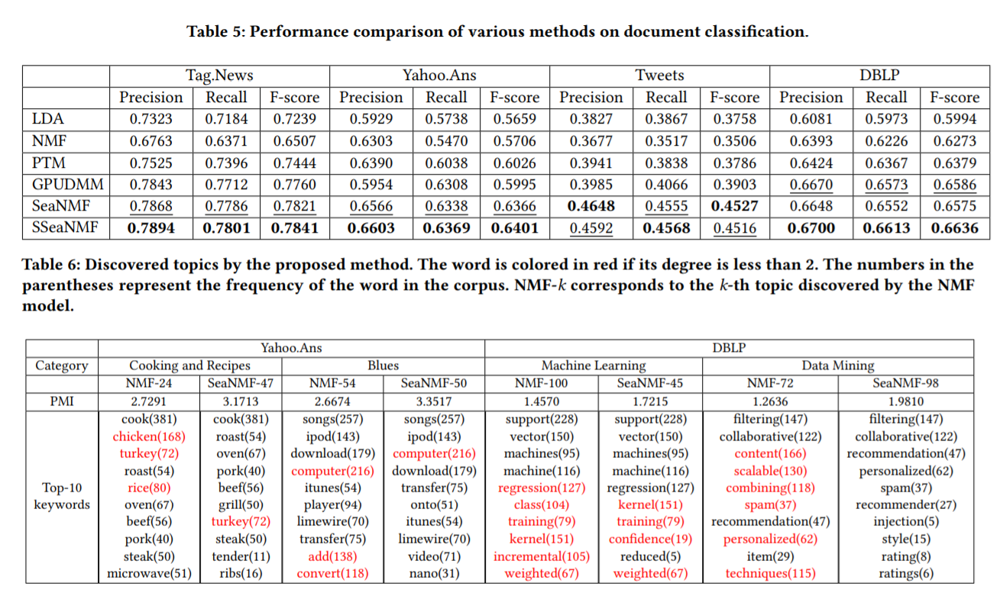 Table 5: Performance comparison of various methods on document classification.
Tag.News Yahoo.Ans Tweets DBLP
Precision Recall F-score Precision Recall F-score Precision Recall F-score Precision Recall F-score
LDA 0.7323 0.7184 0.7239 0.5929 0.5738 0.5659 0.3827 0.3867 0.3758 0.6081 0.5973 0.5994
NMF 0.6763 0.6371 0.6507 0.6303 0.5470 0.5706 0.3677 0.3517 0.3506 0.6393 0.6226 0.6273
PTM 0.7525 0.7396 0.7444 0.6390 0.6038 0.6026 0.3941 0.3838 0.3786 0.6424 0.6367 0.6379
GPUDMM 0.7843 0.7712 0.7760 0.5954 0.6308 0.5995 0.3985 0.4066 0.3903 0.6670 0.6573 0.6586
SeaNMF 0.7868 0.7786 0.7821 0.6566 0.6338 0.6366 0.4648 0.4555 0.4527 0.6648 0.6552 0.6575
SSeaNMF 0.7894 0.7801 0.7841 0.6603 0.6369 0.6401 0.4592 0.4568 0.4516 0.6700 0.6613 0.6636
Table 6: Discovered topics by the proposed method. The word is colored in red if its degree is less than 2. The numbers in the
parentheses represent the frequency of the word in the corpus. NMF-k corresponds to the k-th topic discovered by the NMF
model.
Yahoo.Ans DBLP
Category Cooking and Recipes Blues Machine Learning Data Mining
NMF-24 SeaNMF-47 NMF-54 SeaNMF-50 NMF-100 SeaNMF-45 NMF-72 SeaNMF-98
PMI 2.7291 3.1713 2.6674 3.3517 1.4570 1.7215 1.2636 1.9810
cook(381) cook(381) songs(257) songs(257) support(228) support(228) filtering(147) filtering(147)
chicken(168) roast(54) ipod(143) ipod(143) vector(150) vector(150) collaborative(122) collaborative(122)
turkey(72) oven(67) download(179) computer(216) machines(95) machines(95) content(166) recommendation(47)
roast(54) pork(40) computer(216) download(179) machine(116) machine(116) scalable(130) personalized(62)
Top-10 rice(80) beef(56) itunes(54) transfer(75) regression(127) regression(127) combining(118) spam(37)
keywords oven(67) grill(50) player(94) onto(51) class(104) kernel(151) spam(37) recommender(27)
beef(56) turkey(72) limewire(70) itunes(54) training(79) training(79) recommendation(47) injection(5)
pork(40) steak(50) transfer(75) limewire(70) kernel(151) confidence(19) personalized(62) style(15)
steak(50) tender(11) add(138) video(71) incremental(105) reduced(5) item(29) rating(8)
microwave(51) ribs(16) convert(118) nano(31) weighted(67) weighted(67) techniques(115) ratings(6)